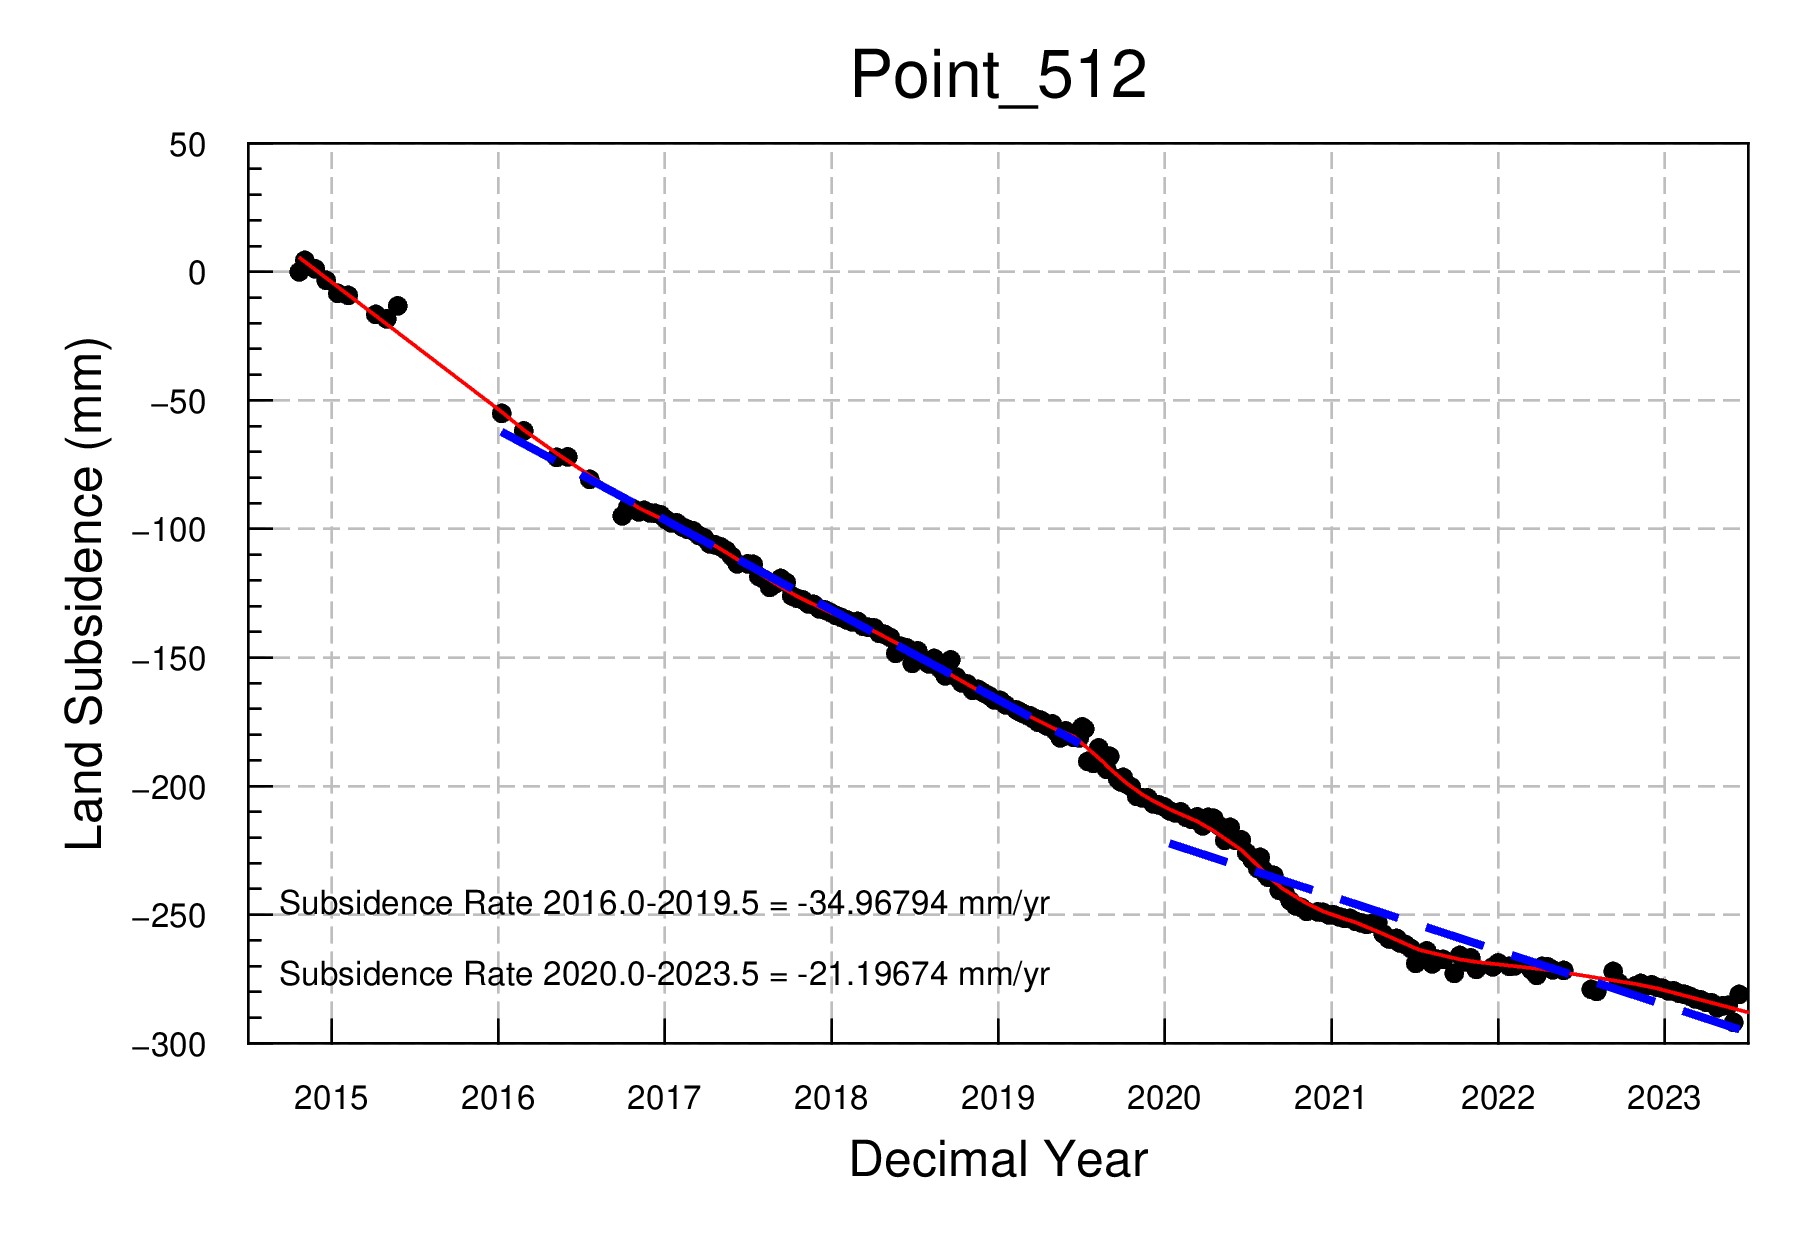 Point_512
50
0
−50
−100
−150
−200
−250
−300
Land Subsidence (mm)
Subsidence Rate 2016.0-2019.5 = -34.96794 mm/yr
Subsidence Rate 2020.0-2023.5 = -21.19674 mm/yr
2015 2016 2017 2018 2019 2020 2021 2022 2023
Decimal Year